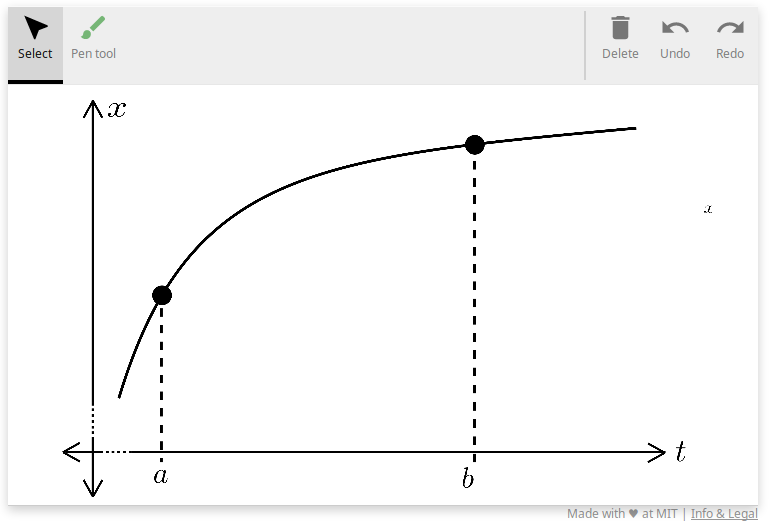 Select
Pen tool
Delete
Undo
Redo
x
x
t
a
b
Made with ♥ at MIT | Info & Legal